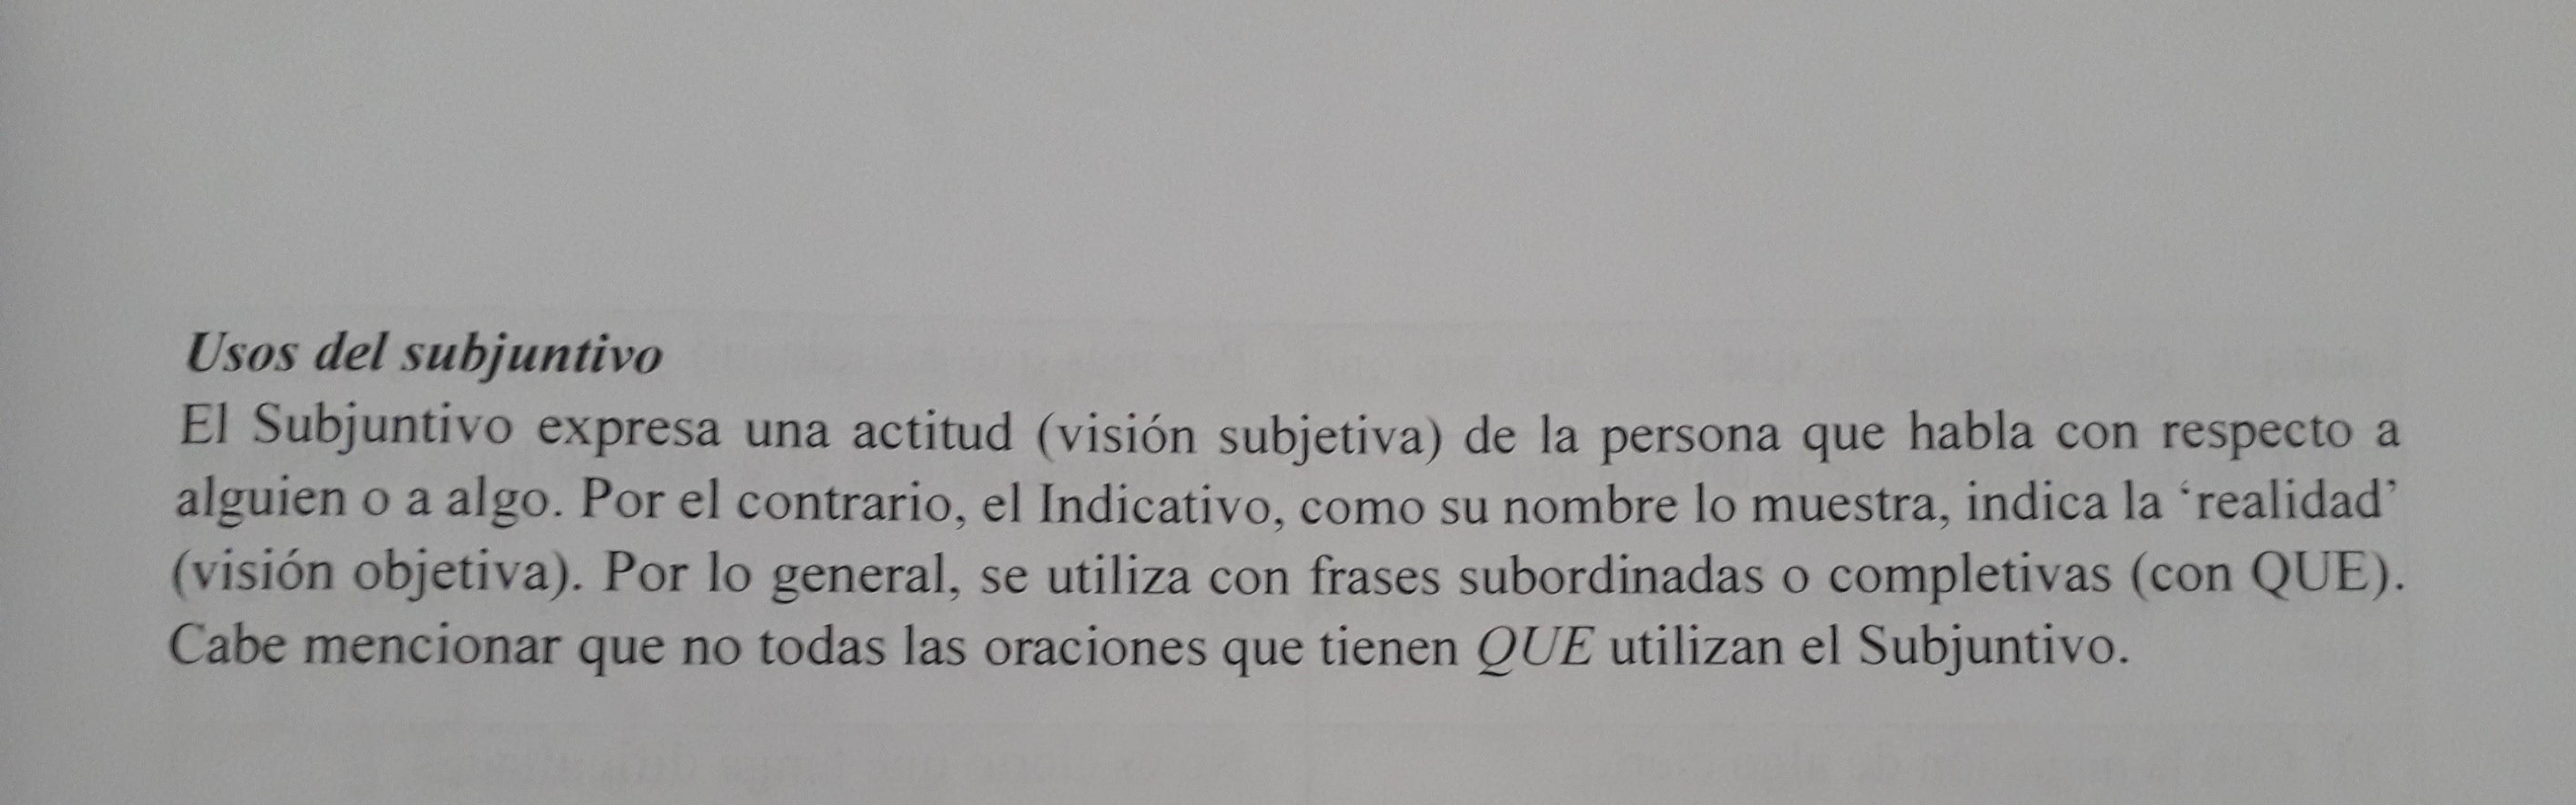 Usos del subjuntivo
El Subjuntivo expresa una actitud (visión subjetiva) de la persona que habla con respecto a
alguien o a algo. Por el contrario, el Indicativo, como su nombre lo muestra, indica la ‘realidad’
(visión objetiva). Por lo general, se utiliza con frases subordinadas o completivas (con QUE).
Cabe mencionar que no todas las oraciones que tienen QUE utilizan el Subjuntivo.